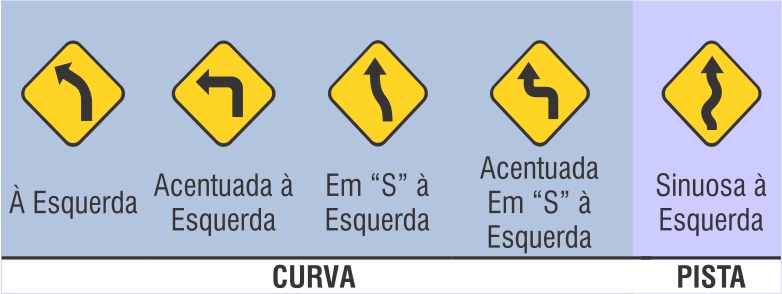 À Esquerda
Acentuada à
Esquerda
Em “S” à
Esquerda
Acentuada
Em “S” à
Esquerda
Sinuosa à
Esquerda
CURVA
PISTA